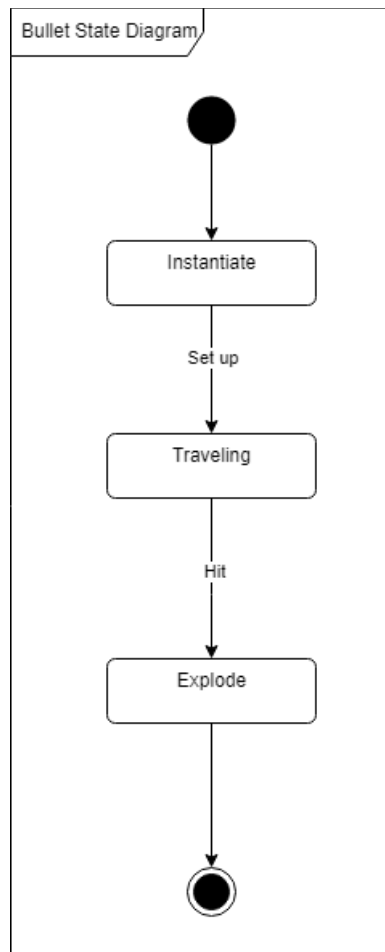 Bullet State Diagram
Instantiate
Set up
Traveling
Hit
Explode